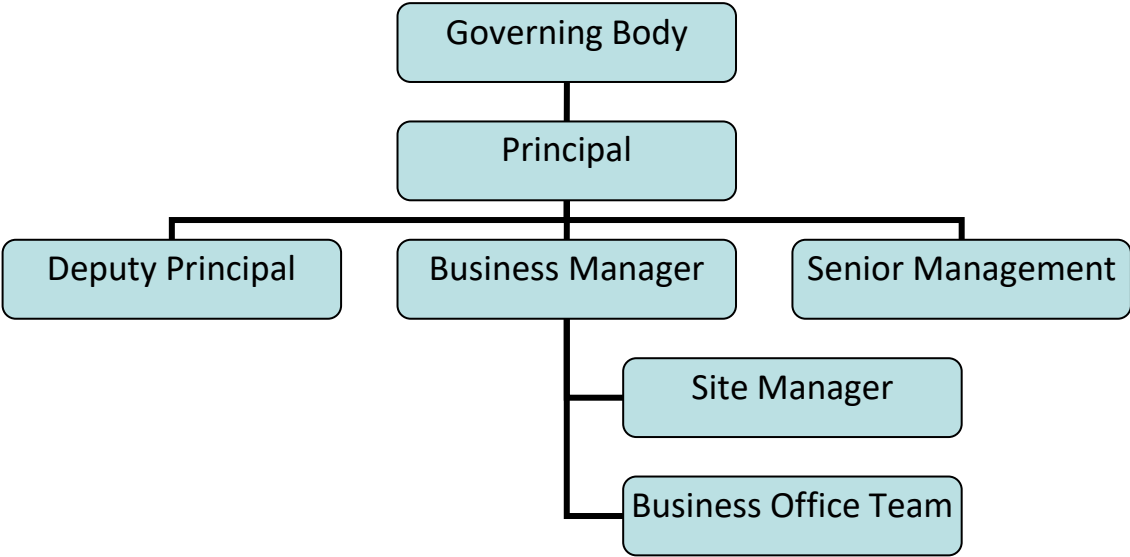 Governing Body
Principal
Deputy Principal
Business Manager
Senior Management
Site Manager
Business Office Team